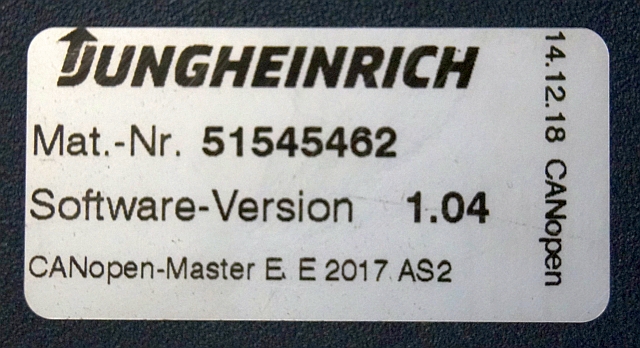 JUNGHEINRICH
Mat.-Nr. 51545462
Software-Version 1.04
CANopen-Master E. E 2017 AS2
14.12.18 CANopen